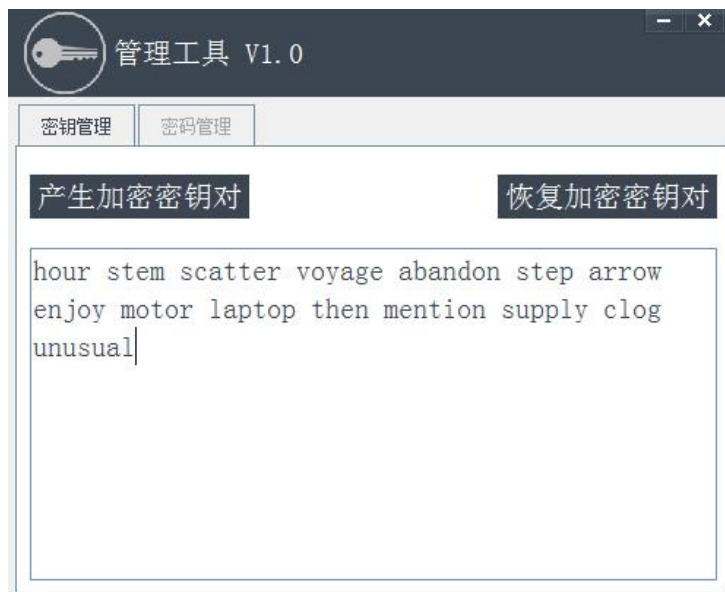 管理工具 V1.0
密钥管理 密码管理
产生加密密钥对 恢复加密密钥对
hour stem scatter voyage abandon step arrow
enjoy motor laptop then mention supply clog
unusual